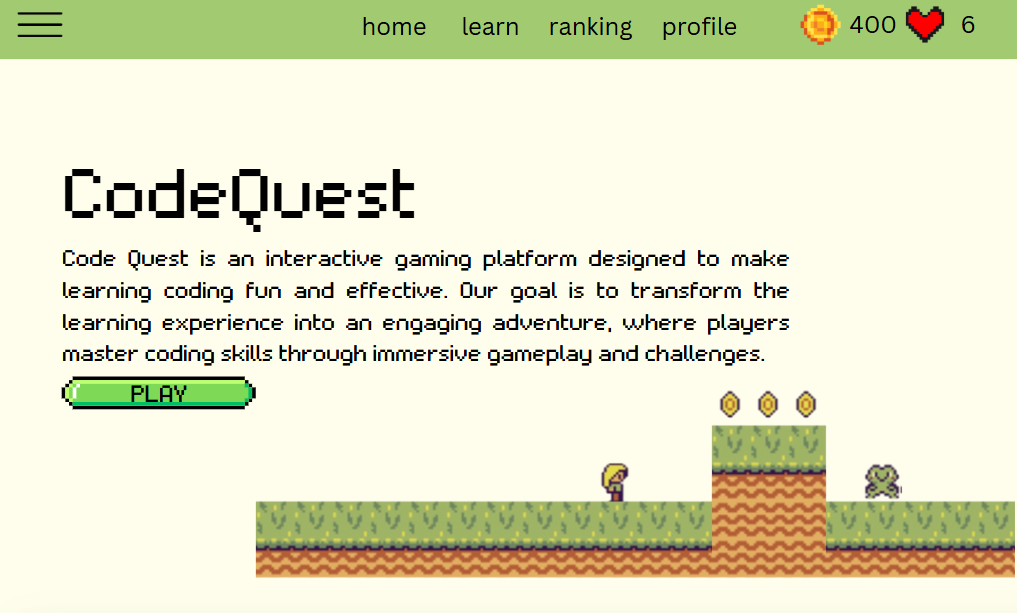 home learn ranking profile 400 6
CodeQuest
Code Quest is an interactive gaming platform designed to make
learning coding fun and effective. Our goal is to transform the
learning experience into an engaging adventure, where players
master coding skills through immersive gameplay and challenges.
PLAY